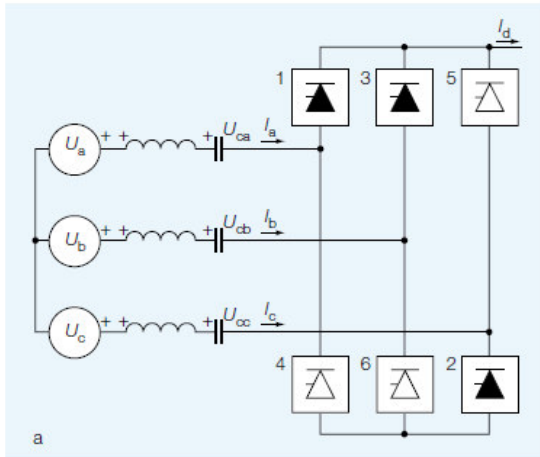 I_d
1 3 5
+ + + U_ca I_a
U_a
+ + + U_cb I_b
U_b
+ + + U_cc I_c
U_c
4 6 2
a